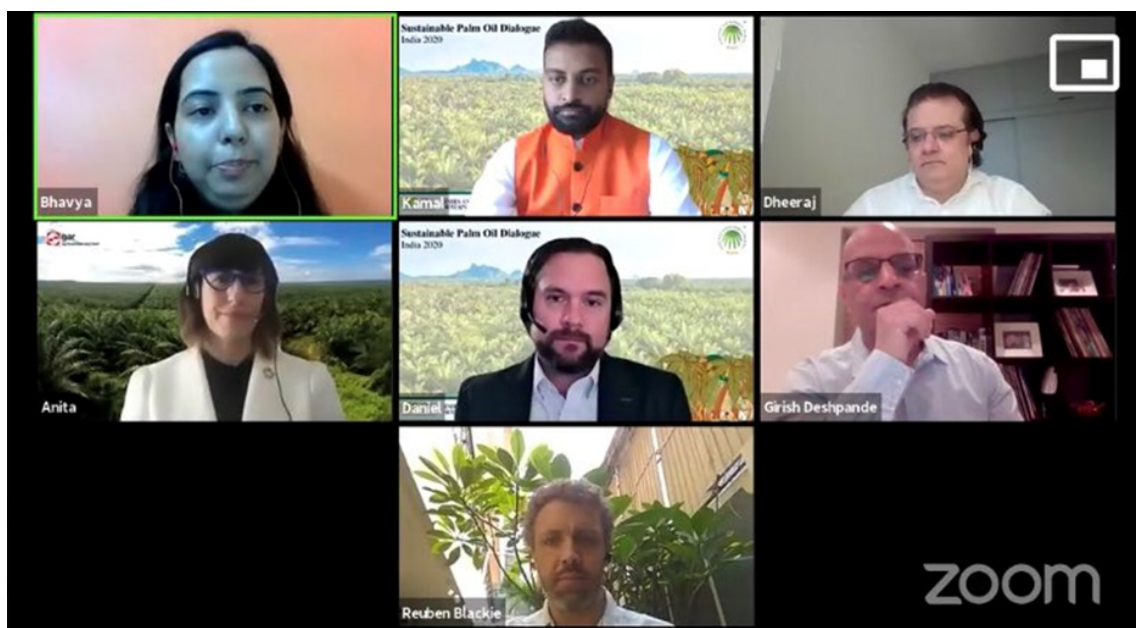 Bhavya
Sustainable Palm Oil Dialogue
India 2020
Kamal
Dheeraj
gar
Anita
Sustainable Palm Oil Dialogue
India 2020
Daniel
Girish Deshpande
Reuben Blackie
zoom